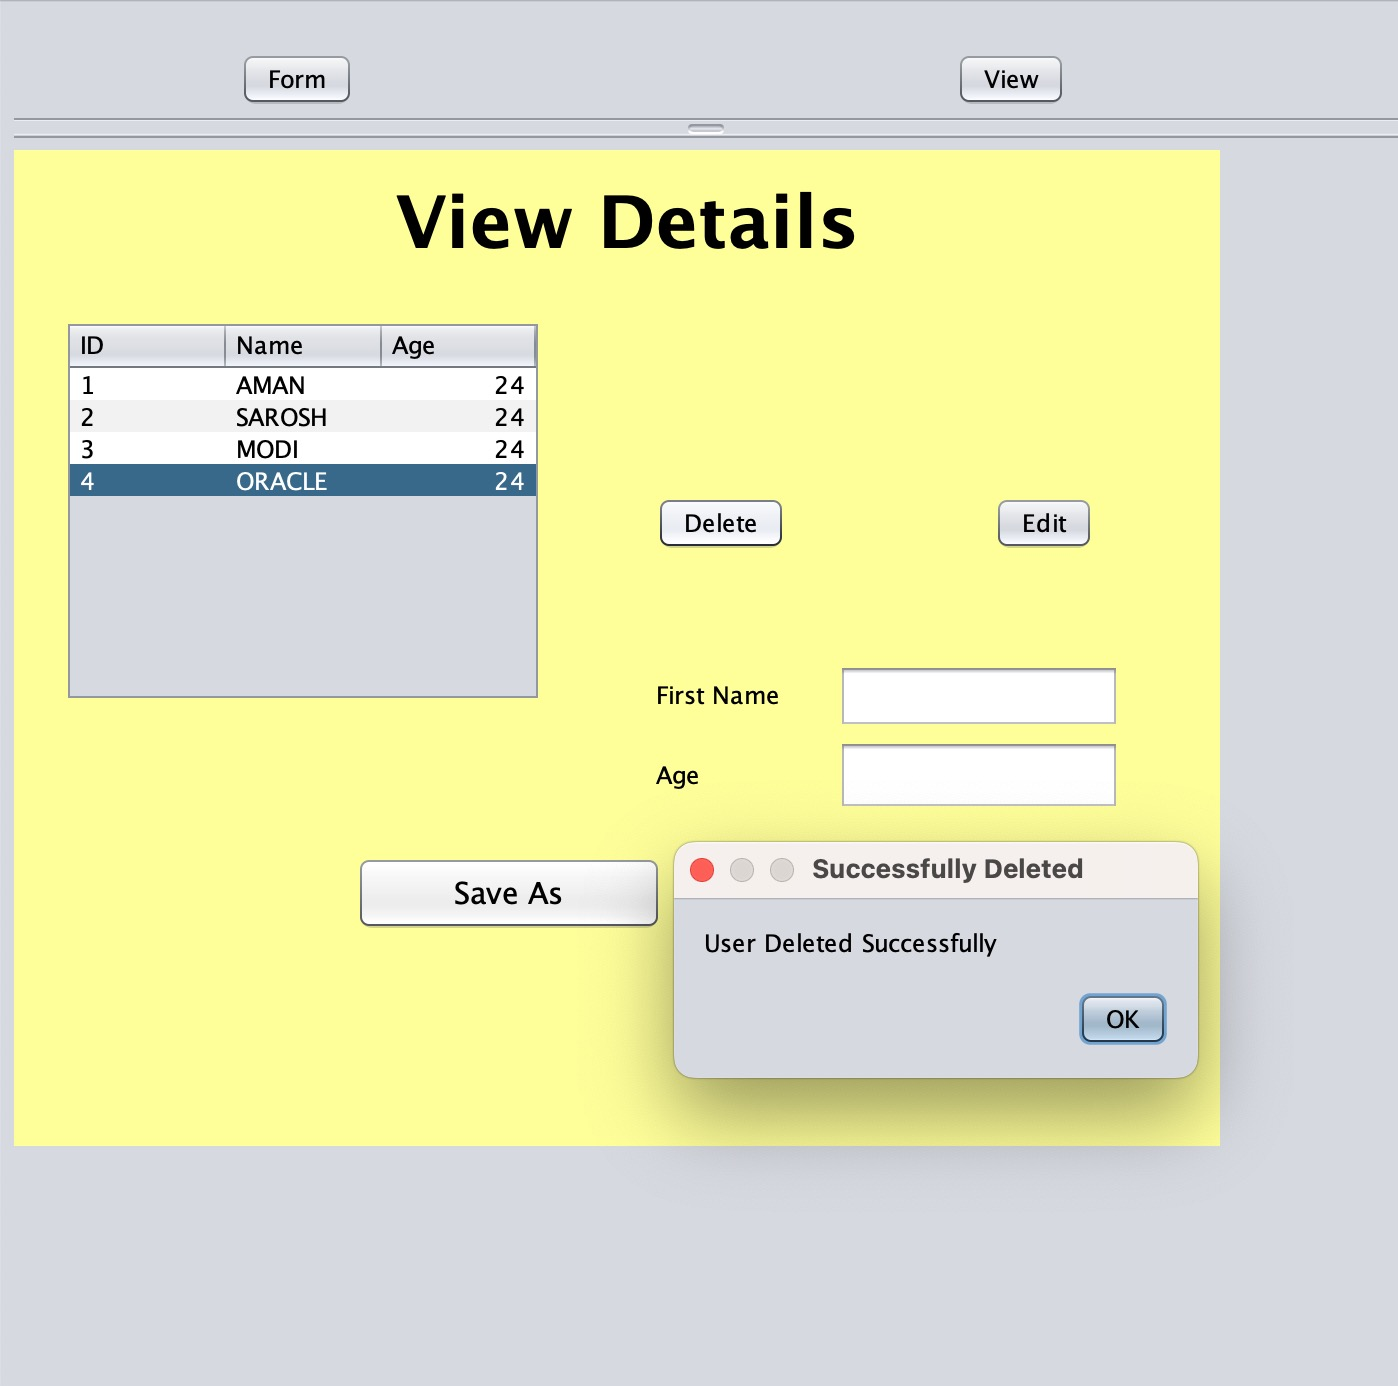 Form View
View Details
ID Name Age
1 AMAN 24
2 SAROSH 24
3 MODI 24
4 ORACLE 24
Delete Edit
First Name
Age
Save As
Successfully Deleted
User Deleted Successfully
OK